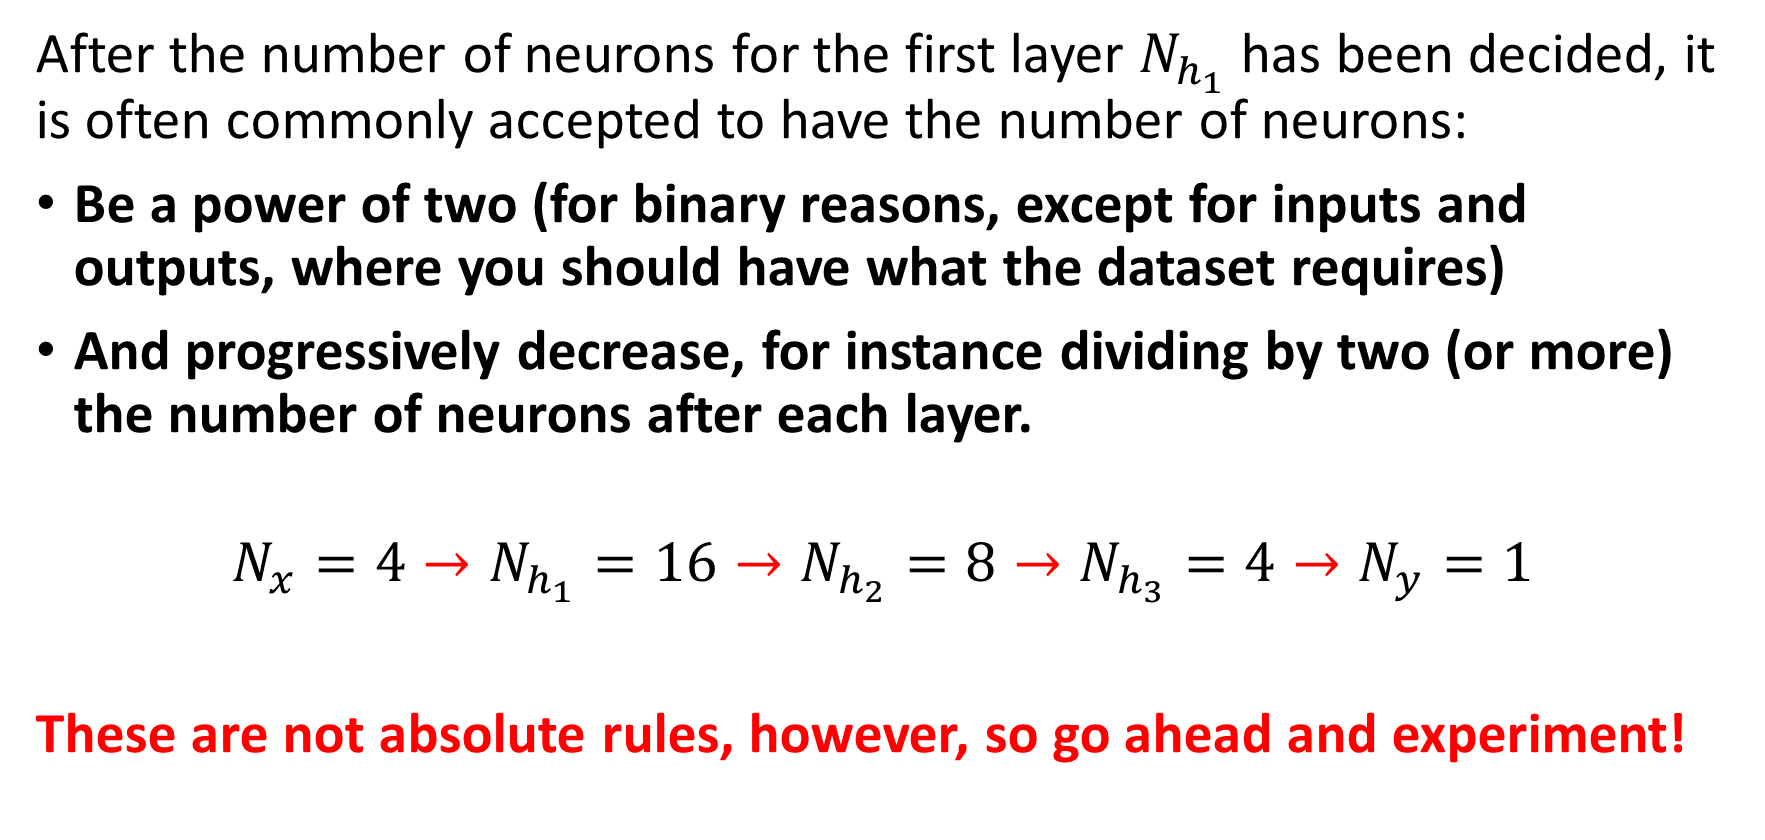 After the number of neurons for the first layer N_{h_1} has been decided, it
is often commonly accepted to have the number of neurons:
• Be a power of two (for binary reasons, except for inputs and
outputs, where you should have what the dataset requires)
• And progressively decrease, for instance dividing by two (or more)
the number of neurons after each layer.
N_x = 4 → N_{h_1} = 16 → N_{h_2} = 8 → N_{h_3} = 4 → N_y = 1
These are not absolute rules, however, so go ahead and experiment!